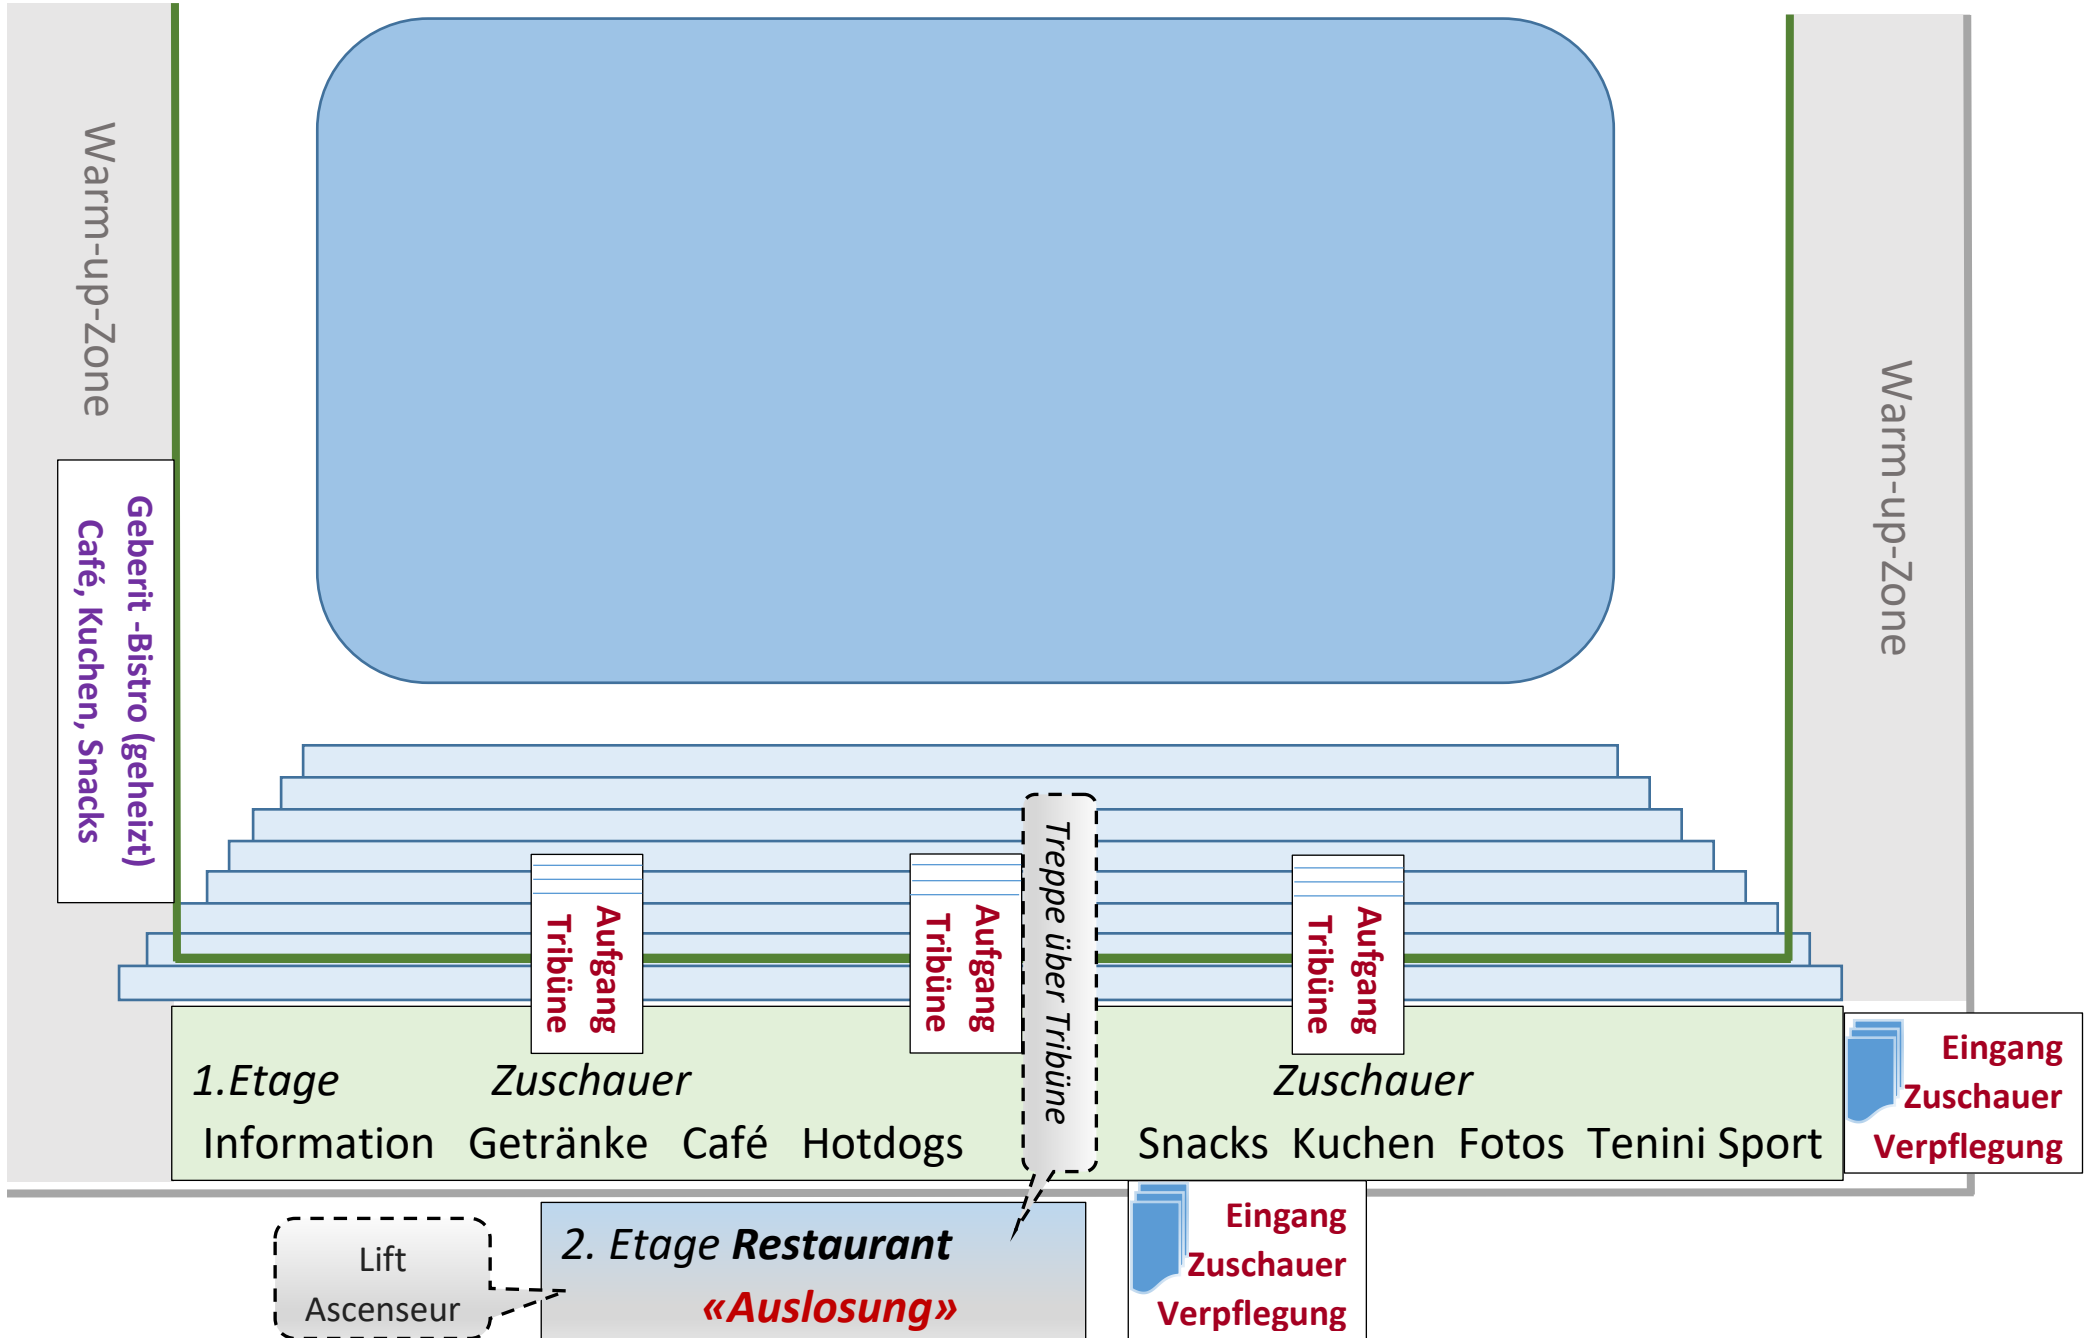 Warm-up-Zone
Warm-up-Zone
Geberit -Bistro (geheizt)
Café, Kuchen, Snacks
Treppe über Tribüne
Aufgang
Tribüne
Aufgang
Tribüne
Aufgang
Tribüne
1.Etage Zuschauer Zuschauer
Information Getränke Café Hotdogs Snacks Kuchen Fotos Tenini Sport
Eingang
Zuschauer
Verpflegung
Lift
Ascenseur
2. Etage Restaurant
«Auslosung»
Eingang
Zuschauer
Verpflegung